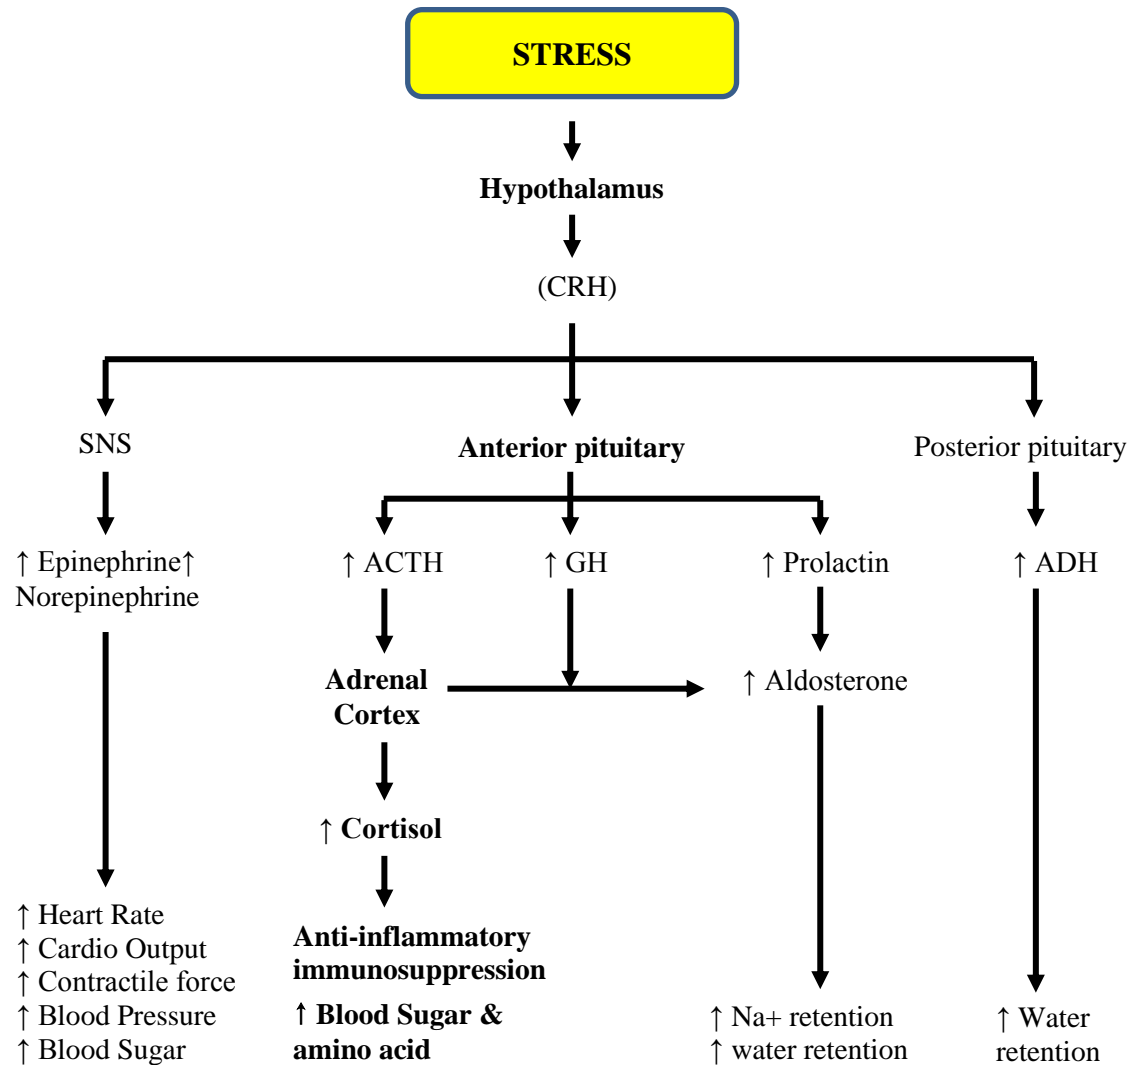 STRESS
Hypothalamus
(CRH)
SNS
Anterior pituitary
Posterior pituitary
↑ Epinephrine↑
Norepinephrine
↑ ACTH
↑ GH
↑ Prolactin
↑ ADH
Adrenal
Cortex
↑ Aldosterone
↑ Cortisol
↑ Heart Rate
↑ Cardio Output
↑ Contractile force
↑ Blood Pressure
↑ Blood Sugar
Anti-inflammatory
immunosuppression
↑ Blood Sugar &
amino acid
↑ Na+ retention
↑ water retention
↑ Water
retention